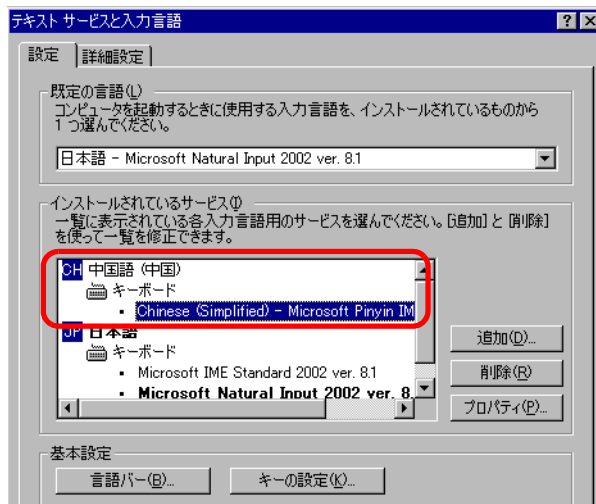 テキスト サービスと入力言語
設定
詳細設定
既定の言語(L)
コンピュータを起動するときに使用する入力言語を、インストールされているものから
1 つ選んでください。
日本語 - Microsoft Natural Input 2002 ver. 8.1
インストールされているサービス(I)
一覧に表示されている各入力言語用のサービスを選んでください。[追加] と [削除]
を使って一覧を修正できます。
CH 中国語 (中国)
キーボード
Chinese (Simplified) - Microsoft Pinyin IM
JP 日本語
キーボード
Microsoft IME Standard 2002 ver. 8.1
Microsoft Natural Input 2002 ver. 8.
追加(D)...
削除(R)
プロパティ(P)...
基本設定
言語バー(B)...
キーの設定(K)...